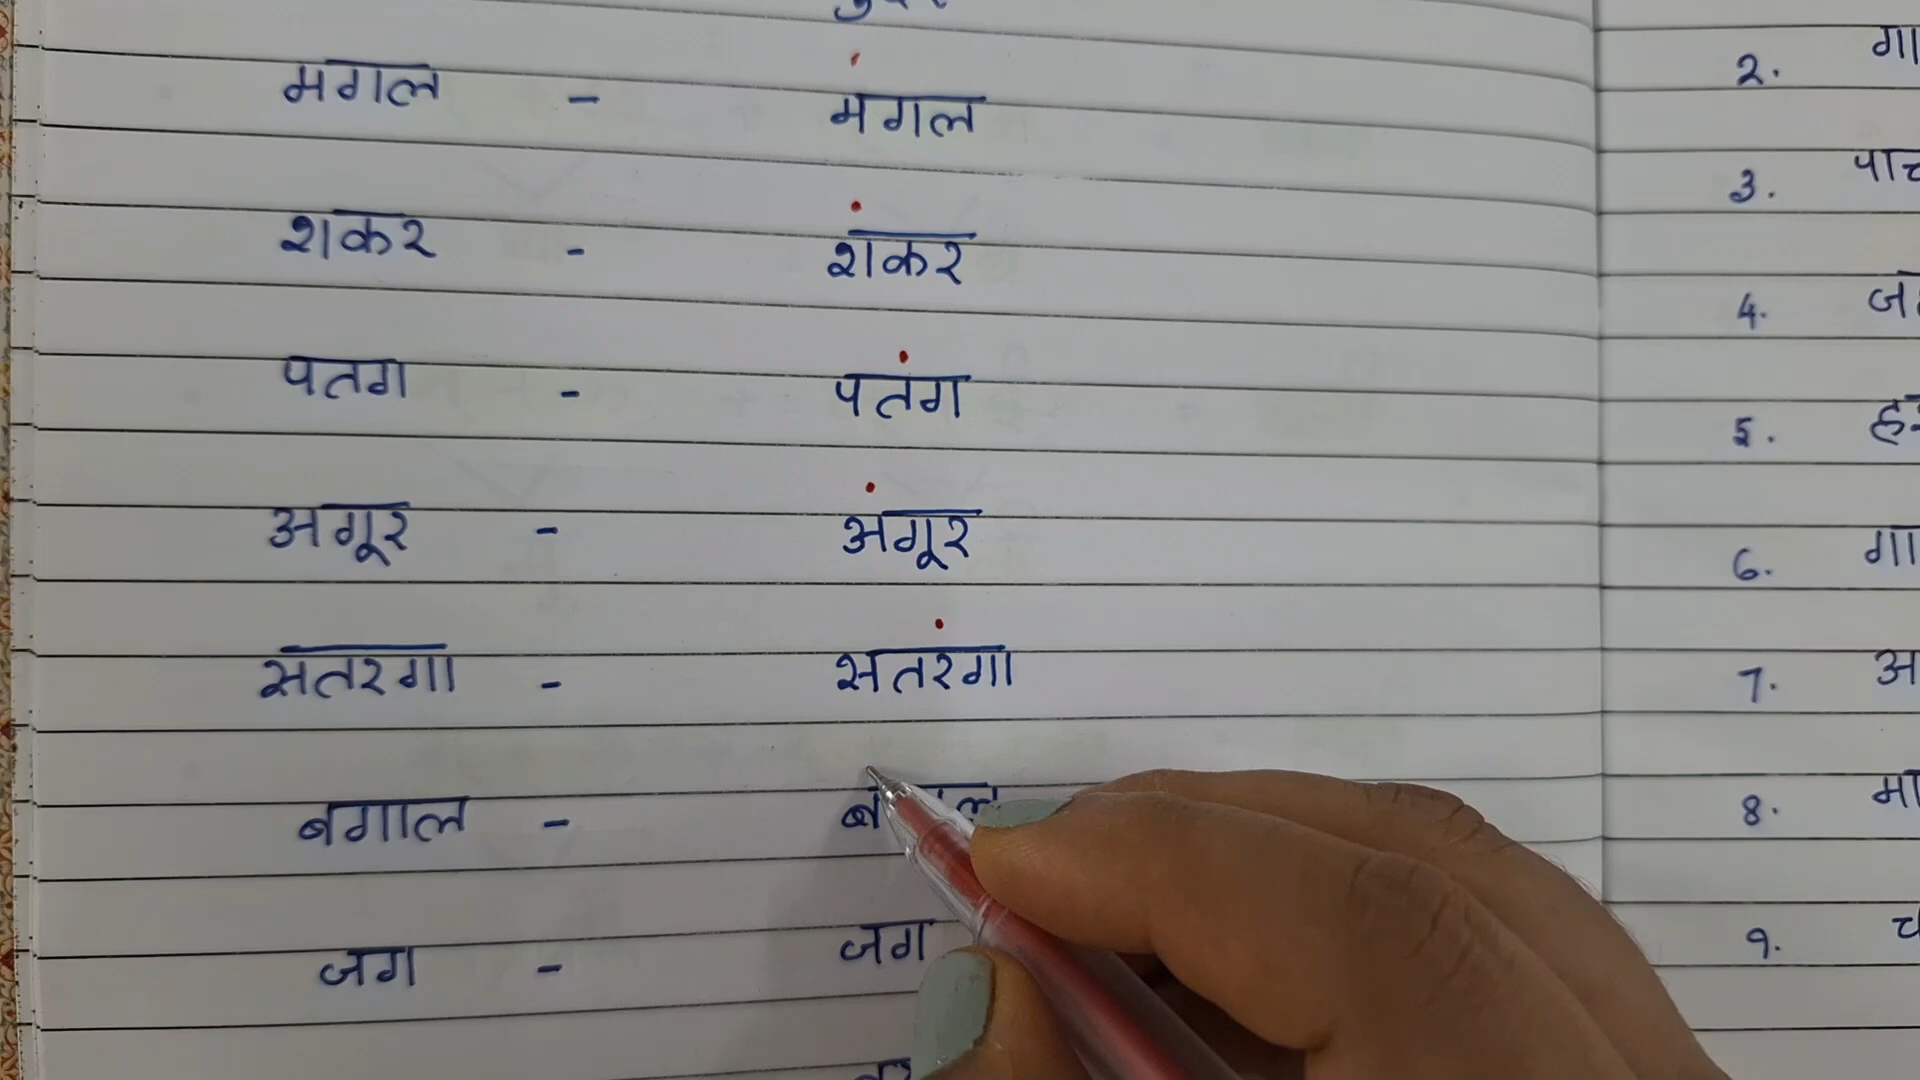 मगल - मंगल
शकर - शंकर
पतग - पतंग
अगूर - अंगूर
सतरगा - सतरंगा
बगाल -
जग - जग
2. गा
3.
4.
5.
6. गा
7. अ
8. मा
9.